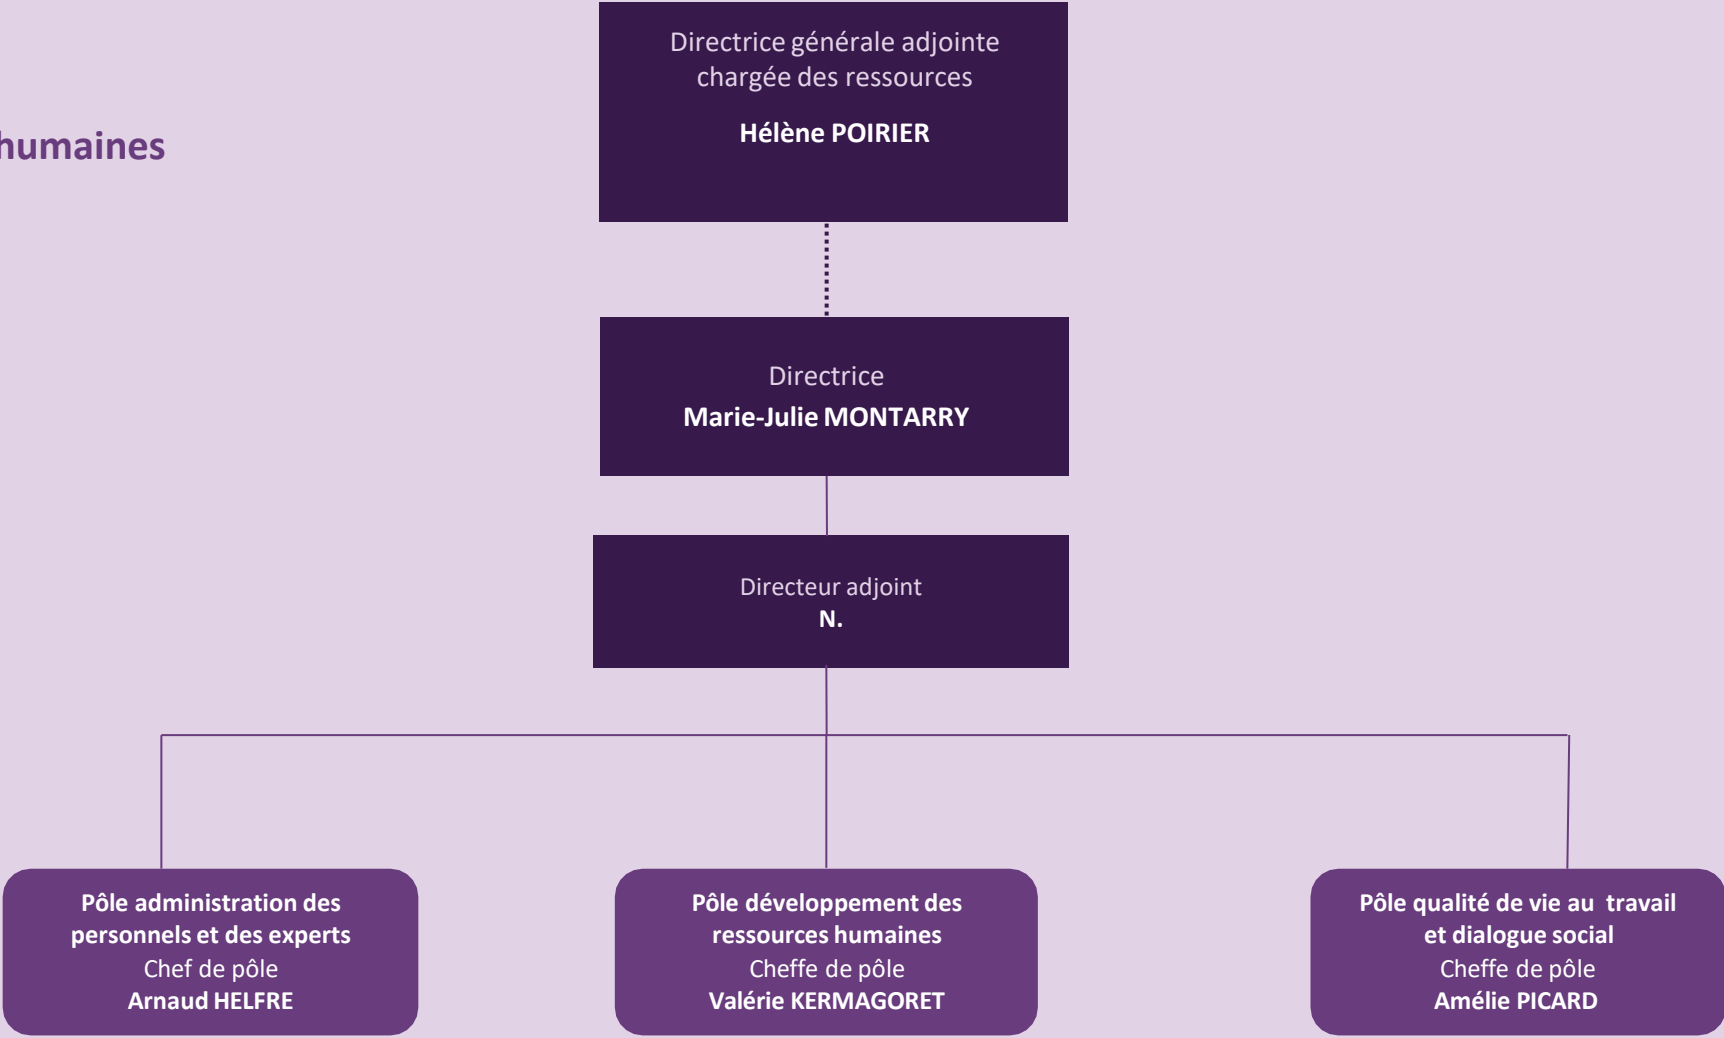 Directrice générale adjointe
chargée des ressources
Hélène POIRIER
humaines
Directrice
Marie-Julie MONTARRY
Directeur adjoint
N.
Pôle administration des
personnels et des experts
Chef de pôle
Arnaud HELFRE
Pôle développement des
ressources humaines
Cheffe de pôle
Valérie KERMAGORET
Pôle qualité de vie au travail
et dialogue social
Cheffe de pôle
Amélie PICARD